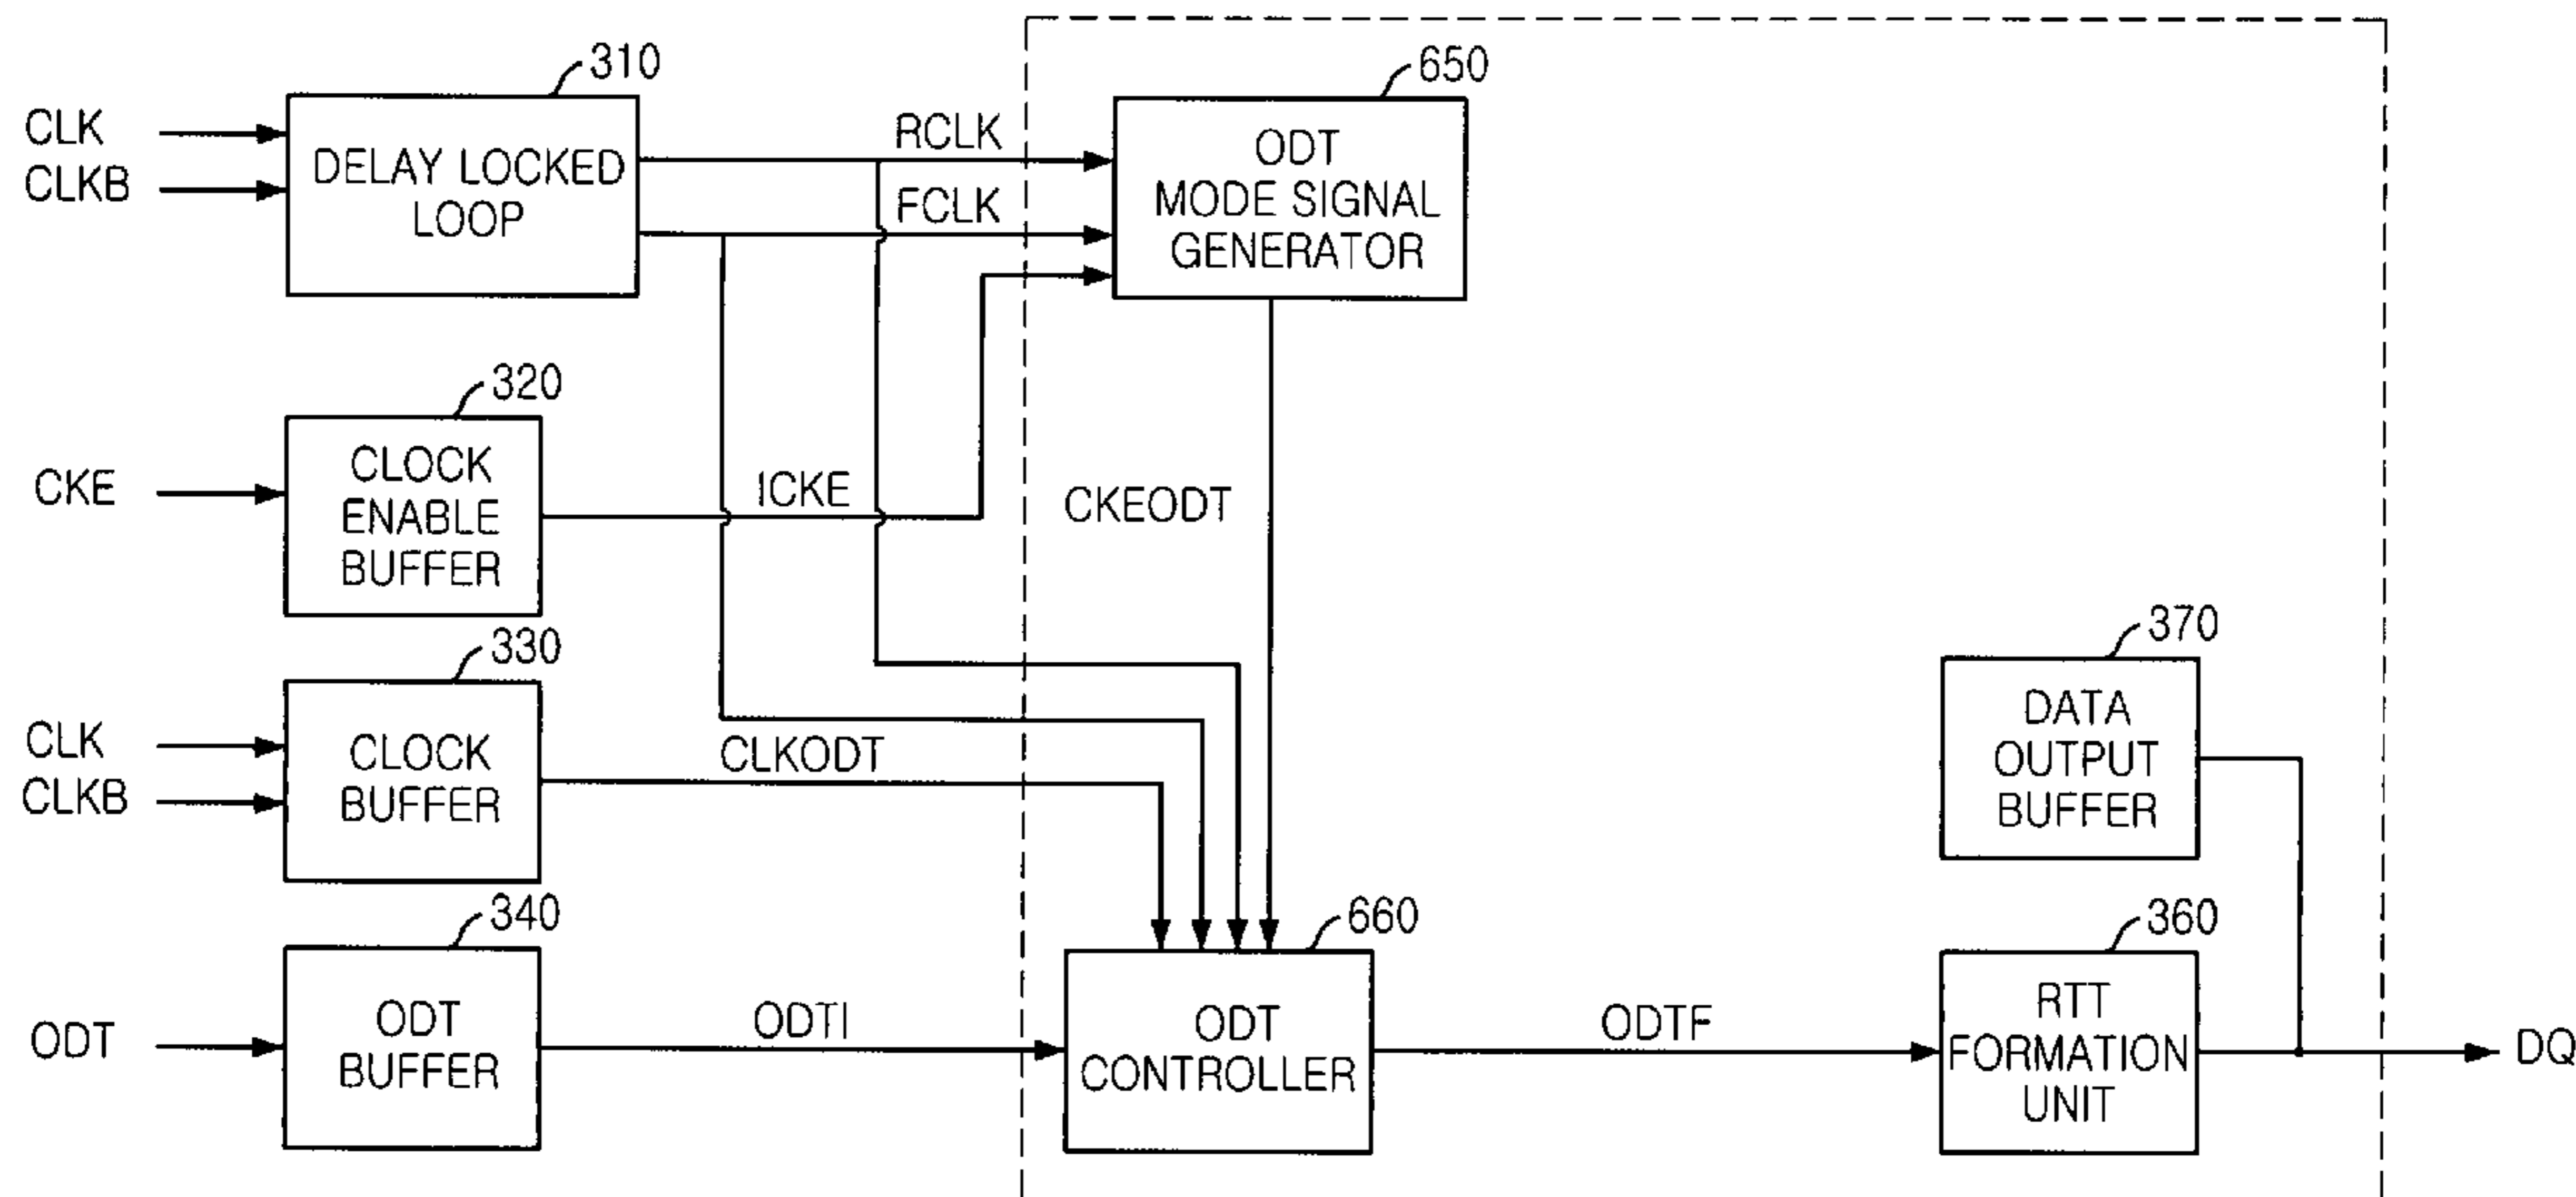 310
650
CLK
CLKB
DELAY LOCKED
LOOP
RCLK
FCLK
ODT
MODE SIGNAL
GENERATOR
320
CKE
CLOCK
ENABLE
BUFFER
ICKE
CKEODT
330
CLK
CLKB
CLOCK
BUFFER
CLKODT
370
DATA
OUTPUT
BUFFER
340
ODT
ODT
BUFFER
ODTI
660
ODT
CONTROLLER
ODTF
360
RTT
FORMATION
UNIT
DQ